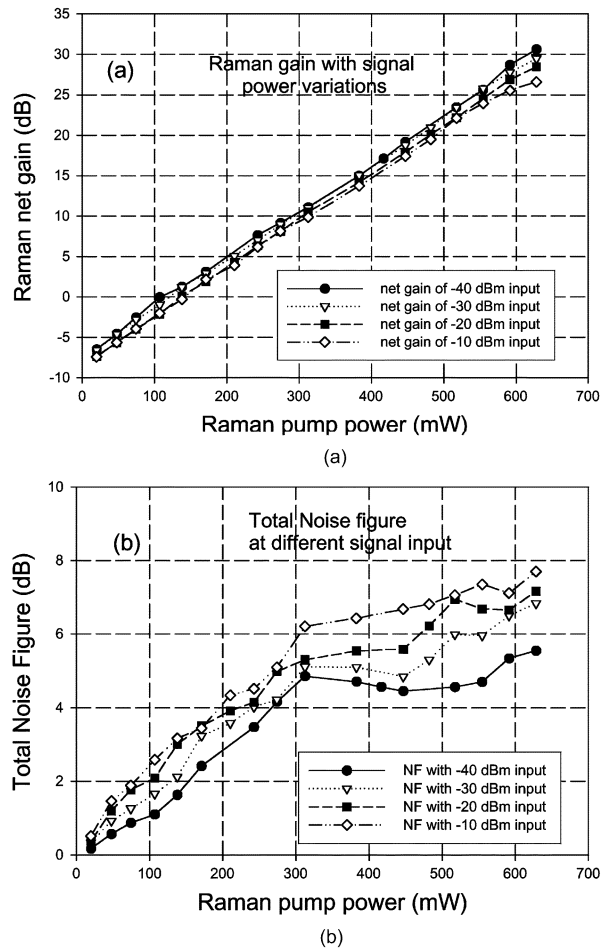 35
30
25
20
15
10
5
0
-5
-10
Raman net gain (dB)
(a)
Raman gain with signal
power variations
net gain of -40 dBm input
net gain of -30 dBm input
net gain of -20 dBm input
net gain of -10 dBm input
0 100 200 300 400 500 600 700
Raman pump power (mW)
(a)
10
8
6
4
2
0
Total Noise Figure (dB)
(b)
Total Noise figure
at different signal input
NF with -40 dBm input
NF with -30 dBm input
NF with -20 dBm input
NF with -10 dBm input
0 100 200 300 400 500 600 700
Raman pump power (mW)
(b)